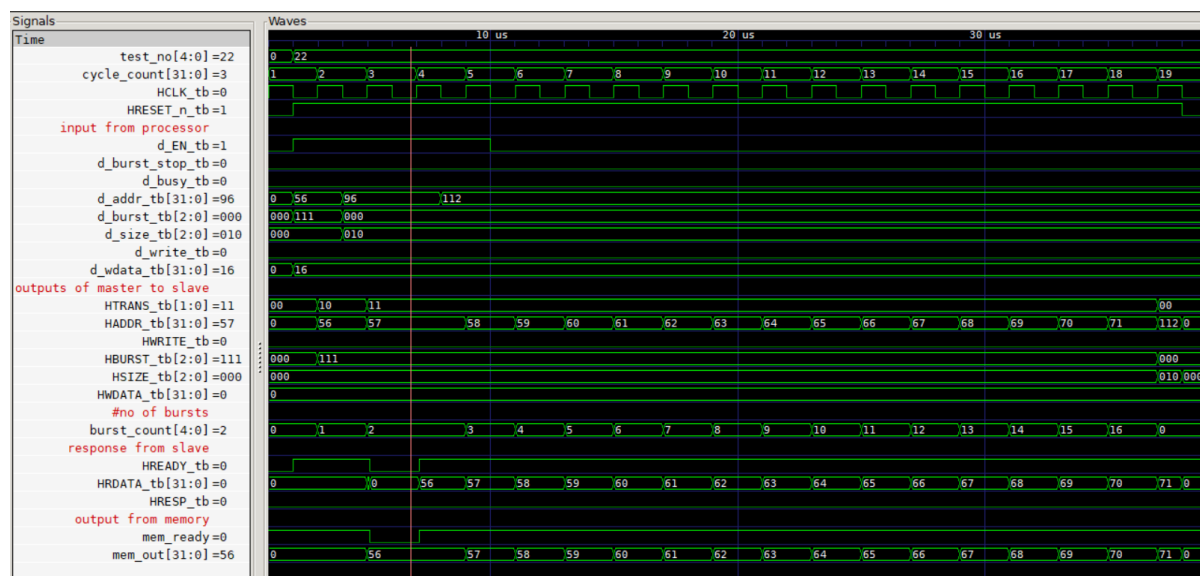 Signals Waves
Time 10 us 20 us 30 us
test_no[4:0]=22 0 22
cycle_count[31:0]=3 1 2 3 4 5 6 7 8 9 10 11 12 13 14 15 16 17 18 19
HCLK_tb=0
HRESET_n_tb=1
input from processor
d_EN_tb=1
d_burst_stop_tb=0
d_busy_tb=0
d_addr_tb[31:0]=96 0 56 96 112
d_burst_tb[2:0]=000 000 111 000
d_size_tb[2:0]=010 000 010
d_write_tb=0
d_wdata_tb[31:0]=16 0 16
outputs of master to slave
HTRANS_tb[1:0]=11 00 10 11 00
HADDR_tb[31:0]=57 0 56 57 58 59 60 61 62 63 64 65 66 67 68 69 70 71 112 0
HWRITE_tb=0
HBURST_tb[2:0]=111 000 111 000
HSIZE_tb[2:0]=000 000 010 000
HWDATA_tb[31:0]=0 0
#no of bursts
burst_count[4:0]=2 0 1 2 3 4 5 6 7 8 9 10 11 12 13 14 15 16 0
response from slave
HREADY_tb=0
HRDATA_tb[31:0]=0 0 0 56 57 58 59 60 61 62 63 64 65 66 67 68 69 70 71 0
HRESP_tb=0
output from memory
mem_ready=0
mem_out[31:0]=56 0 56 57 58 59 60 61 62 63 64 65 66 67 68 69 70 71 0